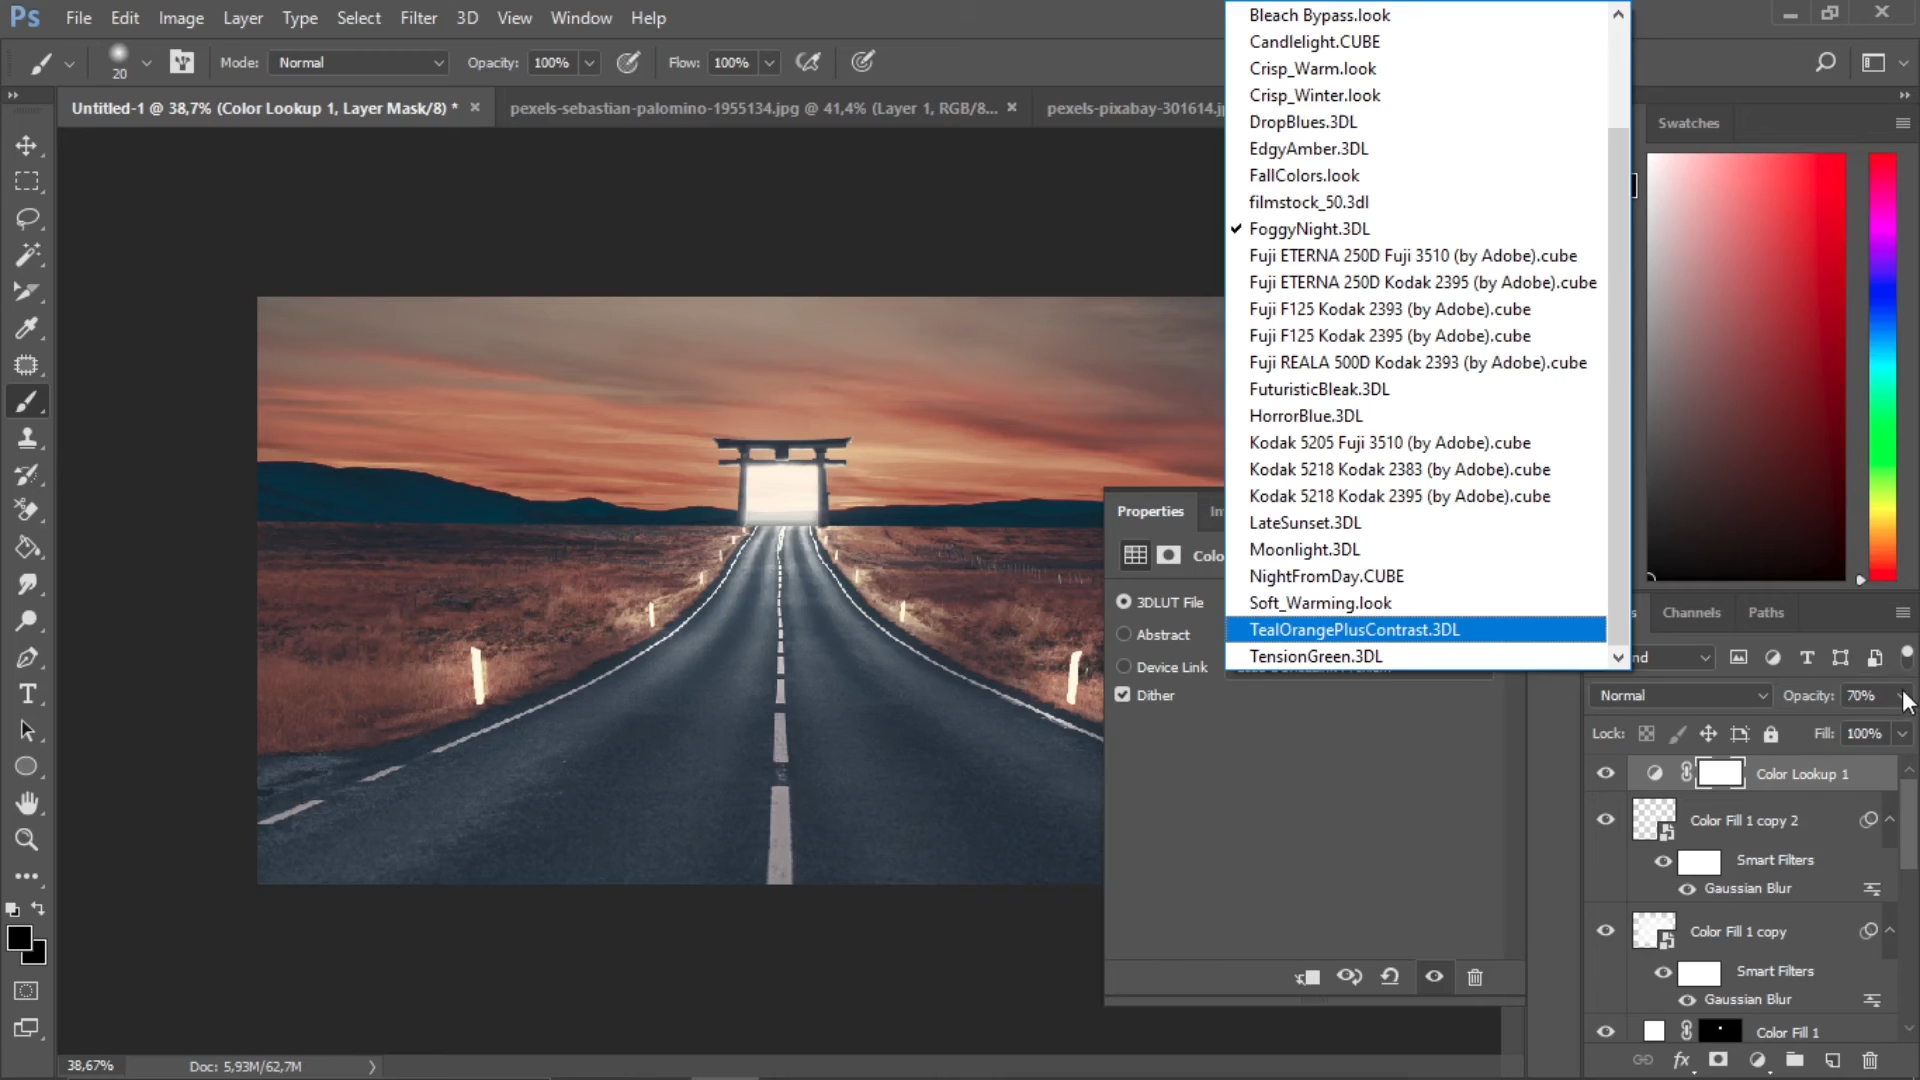 Ps File Edit Image Layer Type Select Filter 3D View Window Help
20 Mode: Normal Opacity: 100% Flow: 100%
Untitled-1 @ 38,7% (Color Lookup 1, Layer Mask/8) * pexels-sebastian-palomino-1955134.jpg @ 41,4% (Layer 1, RGB/8... pexels-pixabay-301614.j
Bleach Bypass.look
Candlelight.CUBE
Crisp_Warm.look
Crisp_Winter.look
DropBlues.3DL
EdgyAmber.3DL
FallColors.look
filmstock_50.3dl
FoggyNight.3DL
Fuji ETERNA 250D Fuji 3510 (by Adobe).cube
Fuji ETERNA 250D Kodak 2395 (by Adobe).cube
Fuji F125 Kodak 2393 (by Adobe).cube
Fuji F125 Kodak 2395 (by Adobe).cube
Fuji REALA 500D Kodak 2393 (by Adobe).cube
FuturisticBleak.3DL
HorrorBlue.3DL
Kodak 5205 Fuji 3510 (by Adobe).cube
Kodak 5218 Kodak 2383 (by Adobe).cube
Kodak 5218 Kodak 2395 (by Adobe).cube
LateSunset.3DL
Moonlight.3DL
NightFromDay.CUBE
Soft_Warming.look
TealOrangePlusContrast.3DL
TensionGreen.3DL
Properties In
Colo
3DLUT File
Abstract
Device Link
Dither
Swatches
s Channels Paths
nd
Normal Opacity: 70%
Lock: Fill: 100%
Color Lookup 1
Color Fill 1 copy 2
Smart Filters
Gaussian Blur
Color Fill 1 copy
Smart Filters
Gaussian Blur
Color Fill 1
fx
38,67% Doc: 5,93M/62,7M